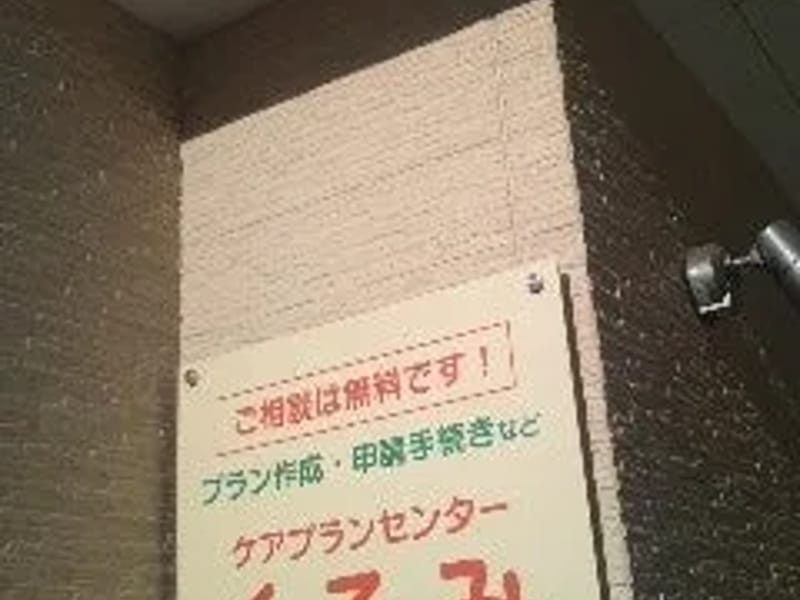 ご相談は無料です！
プラン作成・申請手続きなど
ケアプランセンター